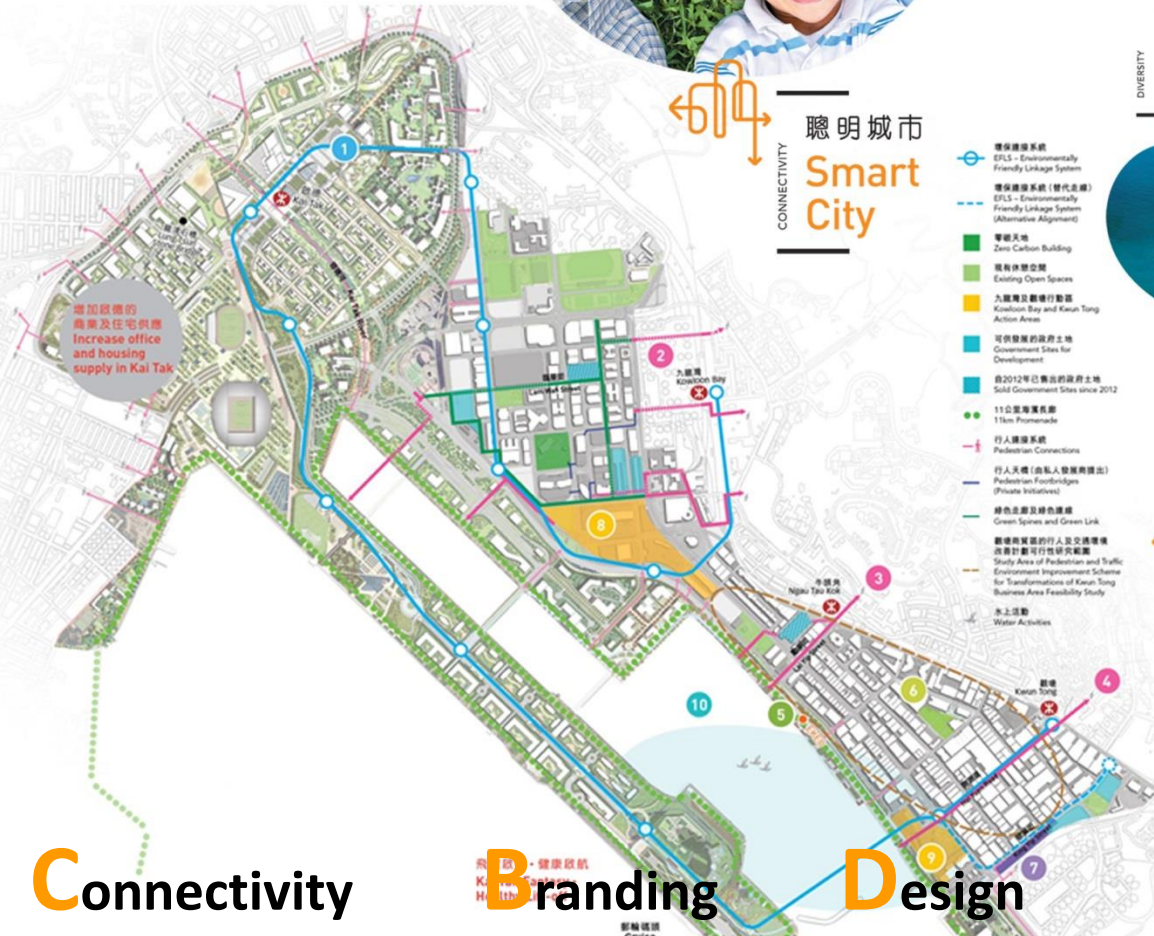 DIVERSITY
聰明城市
CONNECTIVITY
Smart
City
環保連接系統
EFLS – Environmentally
Friendly Linkage System
環保連接系統（替代走線）
EFLS – Environmentally
Friendly Linkage System
(Alternative Alignment)
零碳天地
Zero Carbon Building
現有休憩空間
Existing Open Spaces
九龍灣及觀塘行動區
Kowloon Bay and Kwun Tong
Action Areas
可供發展的政府土地
Government Sites for
Development
自2012年已售出的政府土地
Sold Government Sites since 2012
11公里海濱長廊
11km Promenade
行人連接系統
Pedestrian Connections
行人天橋（由私人發展商提出）
Pedestrian Footbridges
(Private Initiatives)
綠色走廊及綠色連線
Green Spines and Green Link
觀塘商貿區的行人及交通環境
改善計劃可行性研究範圍
Study Area of Pedestrian and Traffic
Environment Improvement Scheme
for Transformations of Kwun Tong
Business Area Feasibility Study
水上活動
Water Activities
1
啟德
Kai Tak
增加啟德的
商業及住宅供應
Increase office
and housing
supply in Kai Tak
2
九龍灣
Kowloon Bay
Lam Wah Street
8
3
牛頭角
Ngau Tau Kok
4
觀塘
Kwun Tong
6
5
10
9
7
健康啟航
郵輪碼頭
Connectivity
Branding
Design